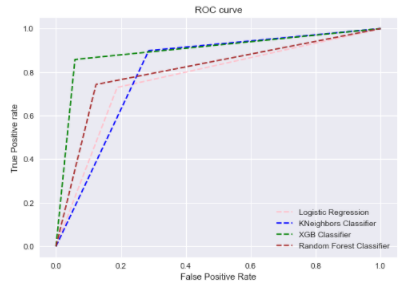 ROC curve
True Positive rate
1.0
0.8
0.6
0.4
0.2
0.0
Logistic Regression
KNeighbors Classifier
XGB Classifier
Random Forest Classifier
0.0 0.2 0.4 0.6 0.8 1.0
False Positive Rate